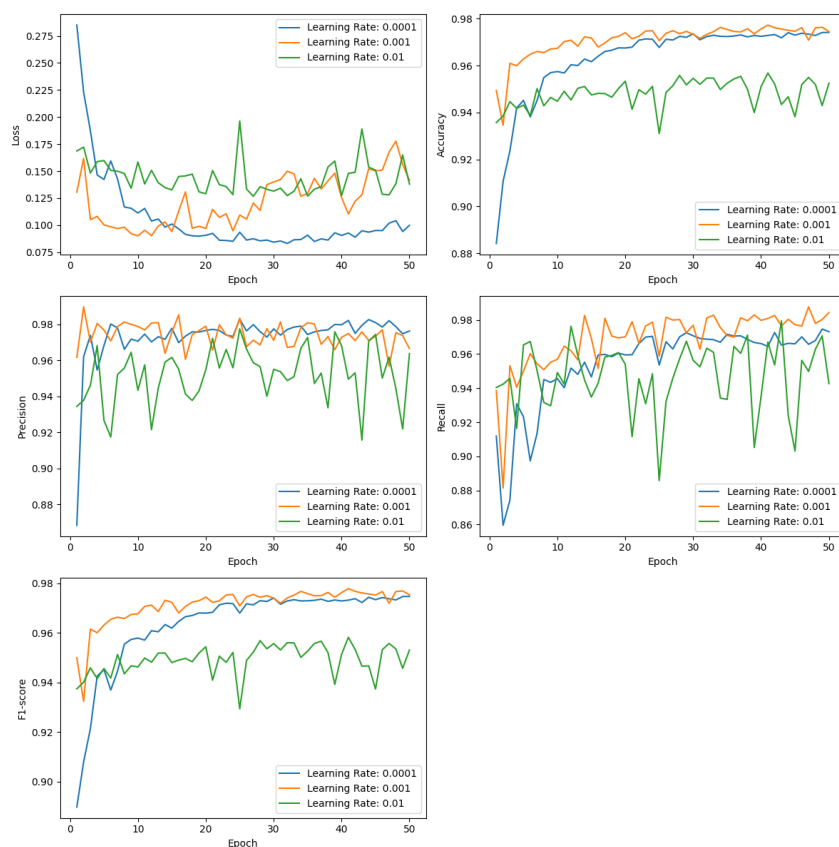 0.275
0.250
0.225
0.200
0.175
0.150
0.125
0.100
0.075
Loss
0 10 20 30 40 50
Epoch
Learning Rate: 0.0001
Learning Rate: 0.001
Learning Rate: 0.01
0.98
0.96
0.94
0.92
0.90
0.88
Accuracy
0 10 20 30 40 50
Epoch
Learning Rate: 0.0001
Learning Rate: 0.001
Learning Rate: 0.01
0.98
0.96
0.94
0.92
0.90
0.88
Precision
0 10 20 30 40 50
Epoch
Learning Rate: 0.0001
Learning Rate: 0.001
Learning Rate: 0.01
0.98
0.96
0.94
0.92
0.90
0.88
0.86
Recall
0 10 20 30 40 50
Epoch
Learning Rate: 0.0001
Learning Rate: 0.001
Learning Rate: 0.01
0.98
0.96
0.94
0.92
0.90
F1-score
0 10 20 30 40 50
Epoch
Learning Rate: 0.0001
Learning Rate: 0.001
Learning Rate: 0.01